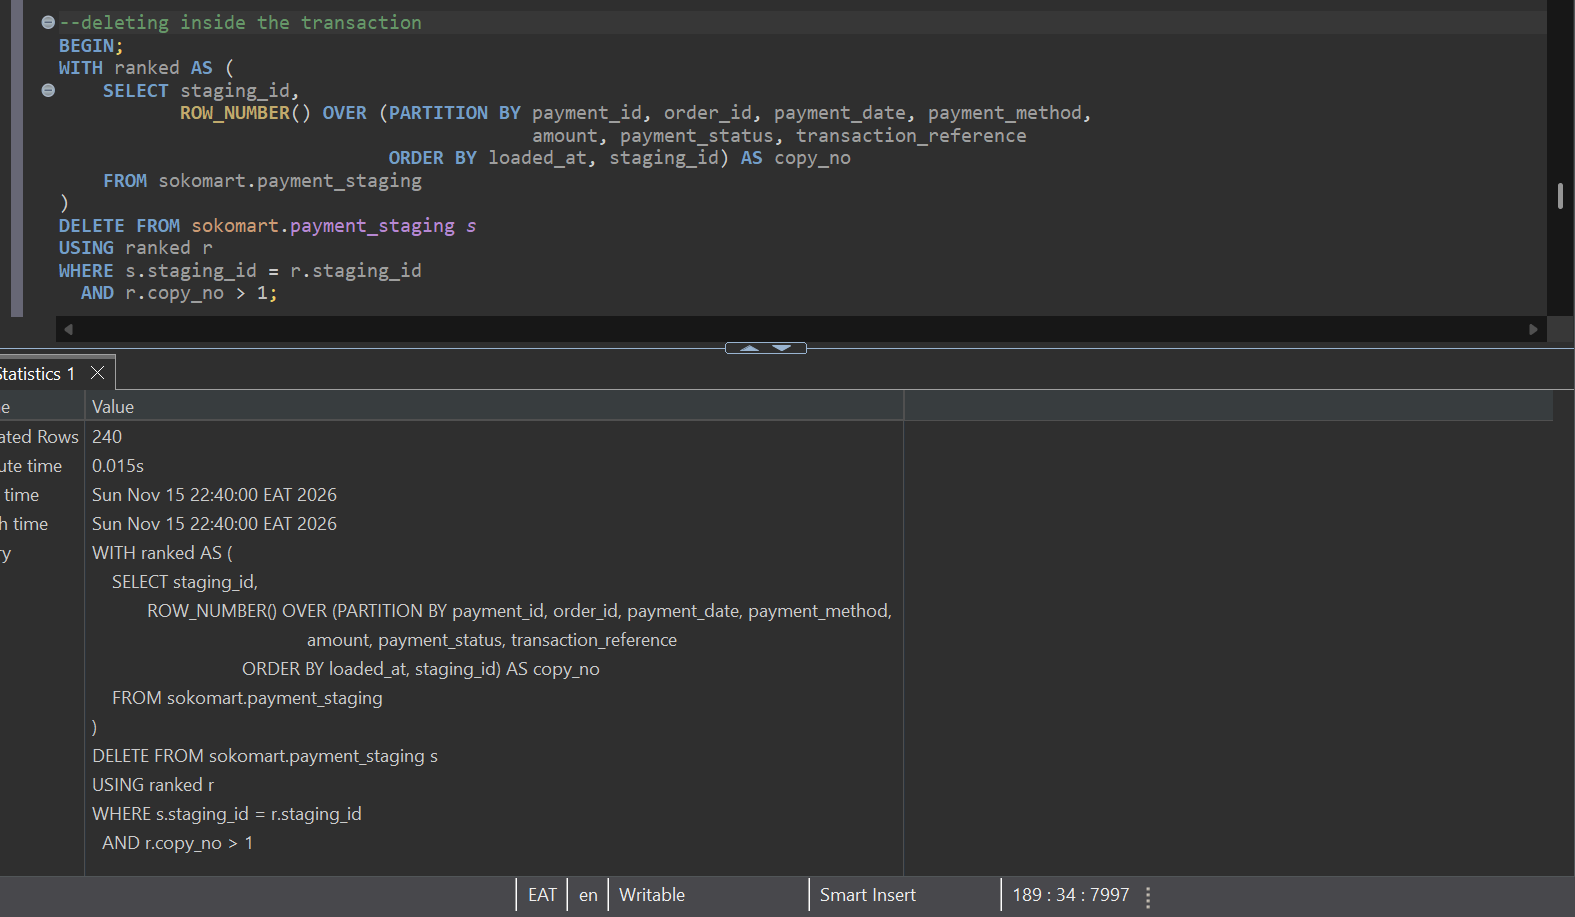 --deleting inside the transaction
BEGIN;
WITH ranked AS (
    SELECT staging_id,
           ROW_NUMBER() OVER (PARTITION BY payment_id, order_id, payment_date, payment_method,
                                           amount, payment_status, transaction_reference
                              ORDER BY loaded_at, staging_id) AS copy_no
    FROM sokomart.payment_staging
)
DELETE FROM sokomart.payment_staging s
USING ranked r
WHERE s.staging_id = r.staging_id
  AND r.copy_no > 1;
Statistics 1
e Value
ated Rows 240
ute time 0.015s
time Sun Nov 15 22:40:00 EAT 2026
h time Sun Nov 15 22:40:00 EAT 2026
ry WITH ranked AS (
    SELECT staging_id,
           ROW_NUMBER() OVER (PARTITION BY payment_id, order_id, payment_date, payment_method,
                                           amount, payment_status, transaction_reference
                              ORDER BY loaded_at, staging_id) AS copy_no
    FROM sokomart.payment_staging
)
DELETE FROM sokomart.payment_staging s
USING ranked r
WHERE s.staging_id = r.staging_id
  AND r.copy_no > 1
EAT en Writable Smart Insert 189 : 34 : 7997